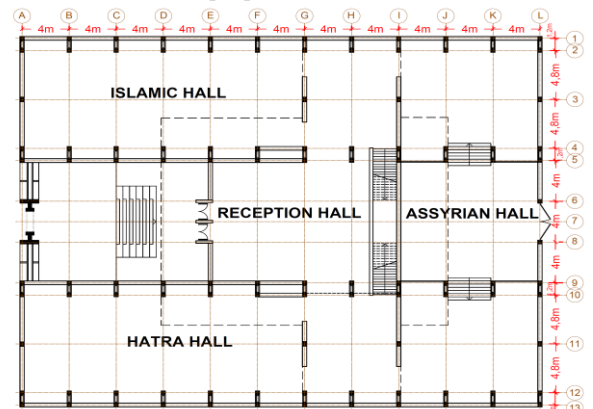 A B C D E F G H I J K L
4m 4m 4m 4m 4m 4m 4m 4m 4m 4m 4m
1
1,2m
2
ISLAMIC HALL
4,8m
3
4,8m
4
1,2m
5
4m
6
RECEPTION HALL
ASSYRIAN HALL
4m
7
8
4m
9
1,2m
10
HATRA HALL
4,8m
11
4,8m
12
13